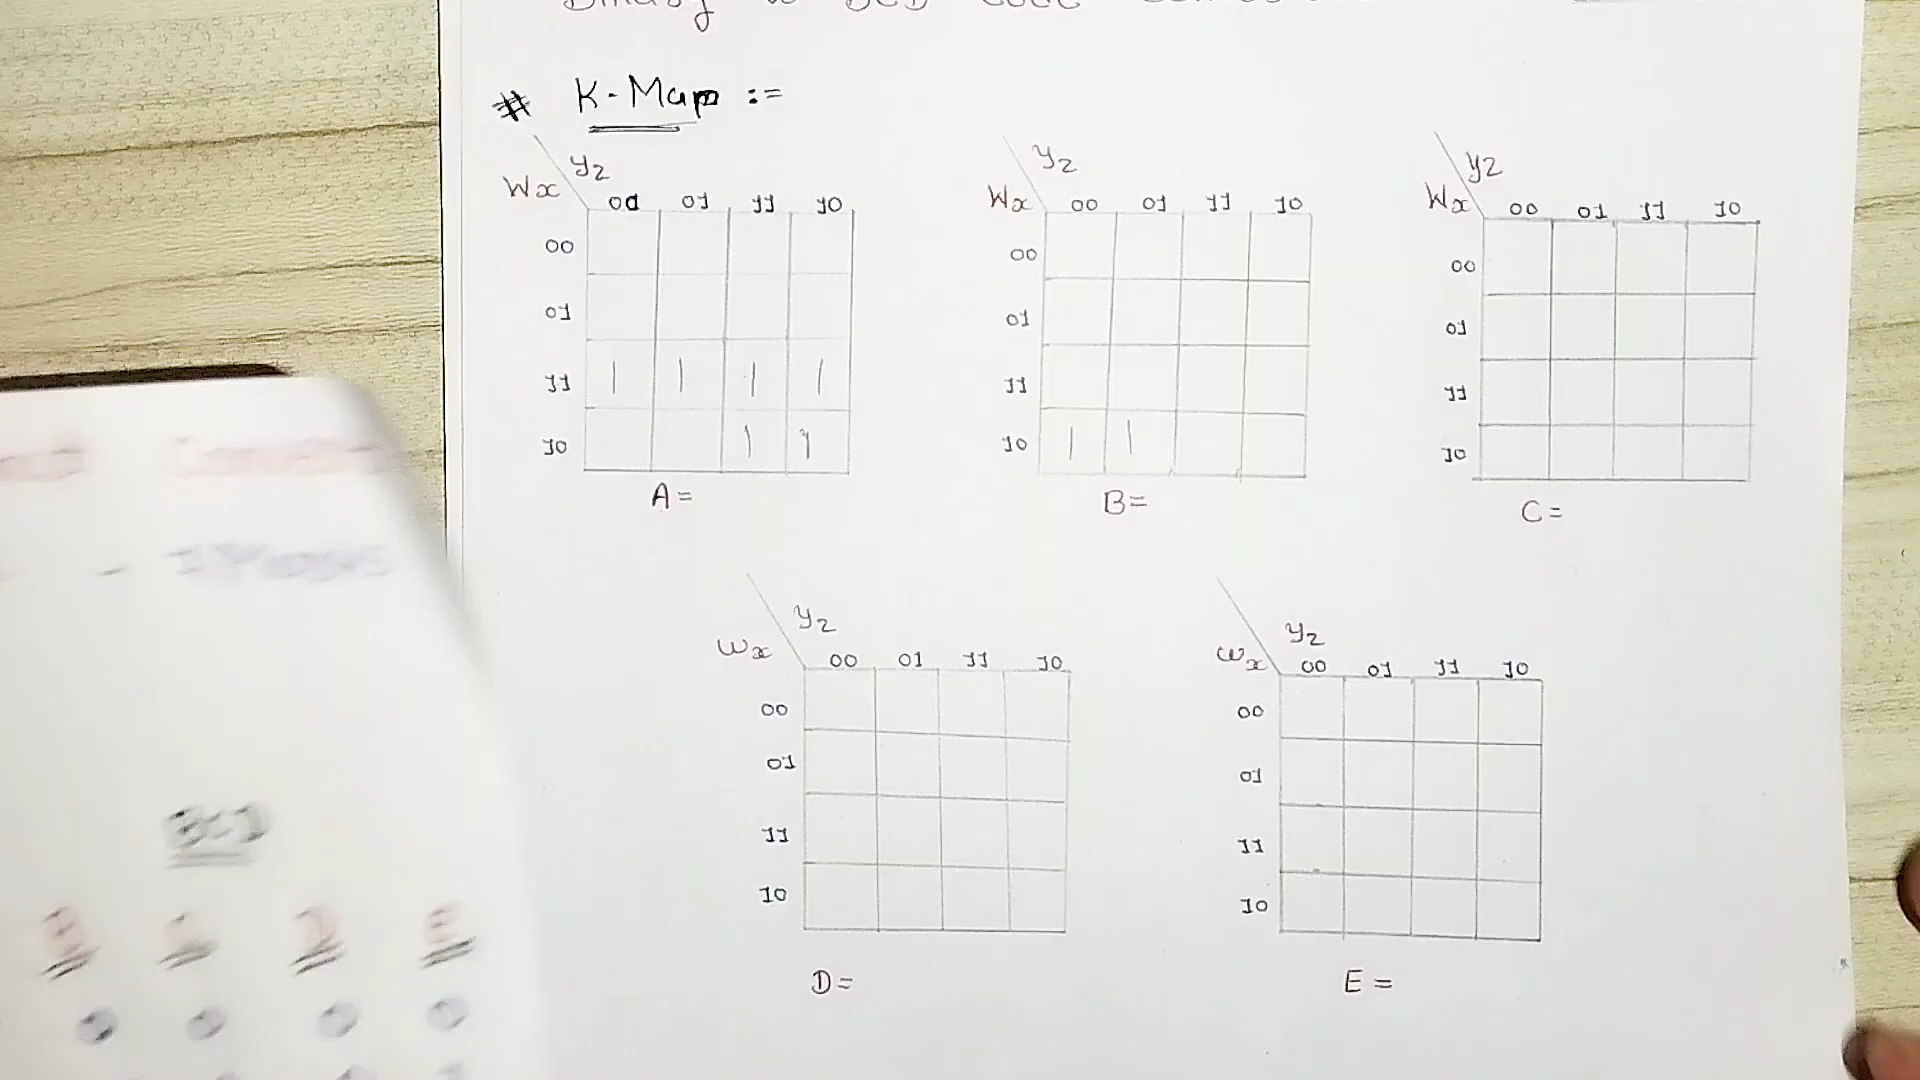 # K-Map :=
yz
Wx
00 01 11 10
00
01
11 1 1 1 1
10 1 1
A =
yz
Wx
00 01 11 10
00
01
11
10 1 1
B =
yz
Wx
00 01 11 10
00
01
11
10
C =
yz
wx
00 01 11 10
00
01
11
10
D =
yz
wx
00 01 11 10
00
01
11
10
E =
BCD
B C D E